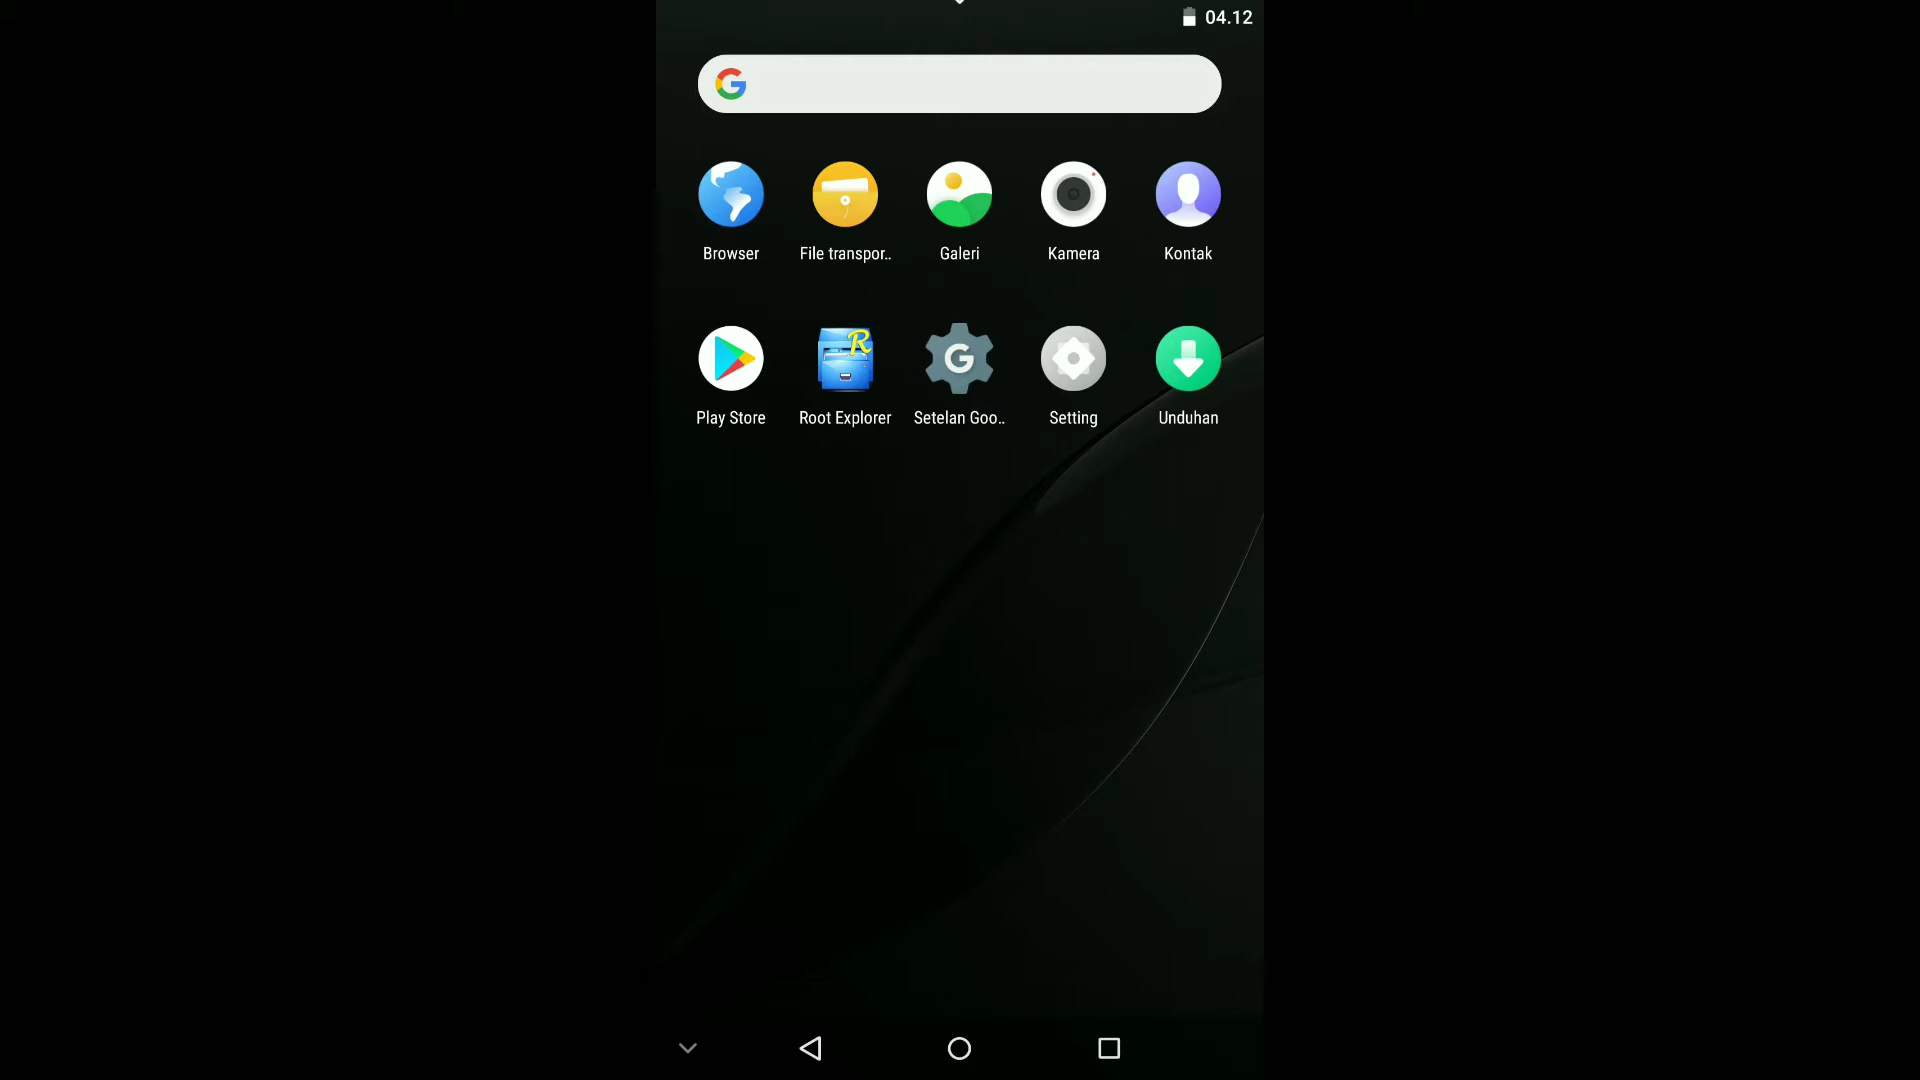 04.12
Browser
File transpor..
Galeri
Kamera
Kontak
Play Store
Root Explorer
Setelan Goo..
Setting
Unduhan